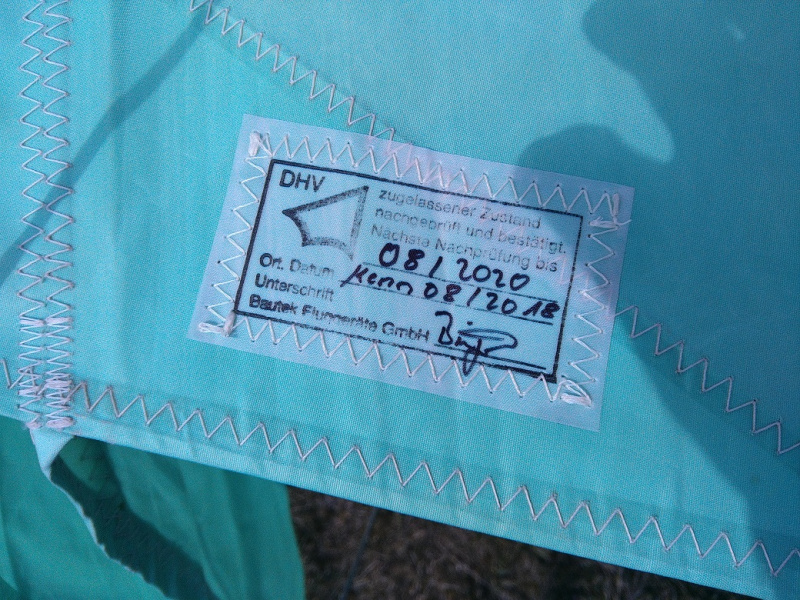 DHV
zugelassener Zustand
nachgeprüft und bestätigt.
Nächste Nachprüfung bis
08/2020
Ort, Datum Kenn 08/2018
Unterschrift
Bautek Fluggeräte GmbH